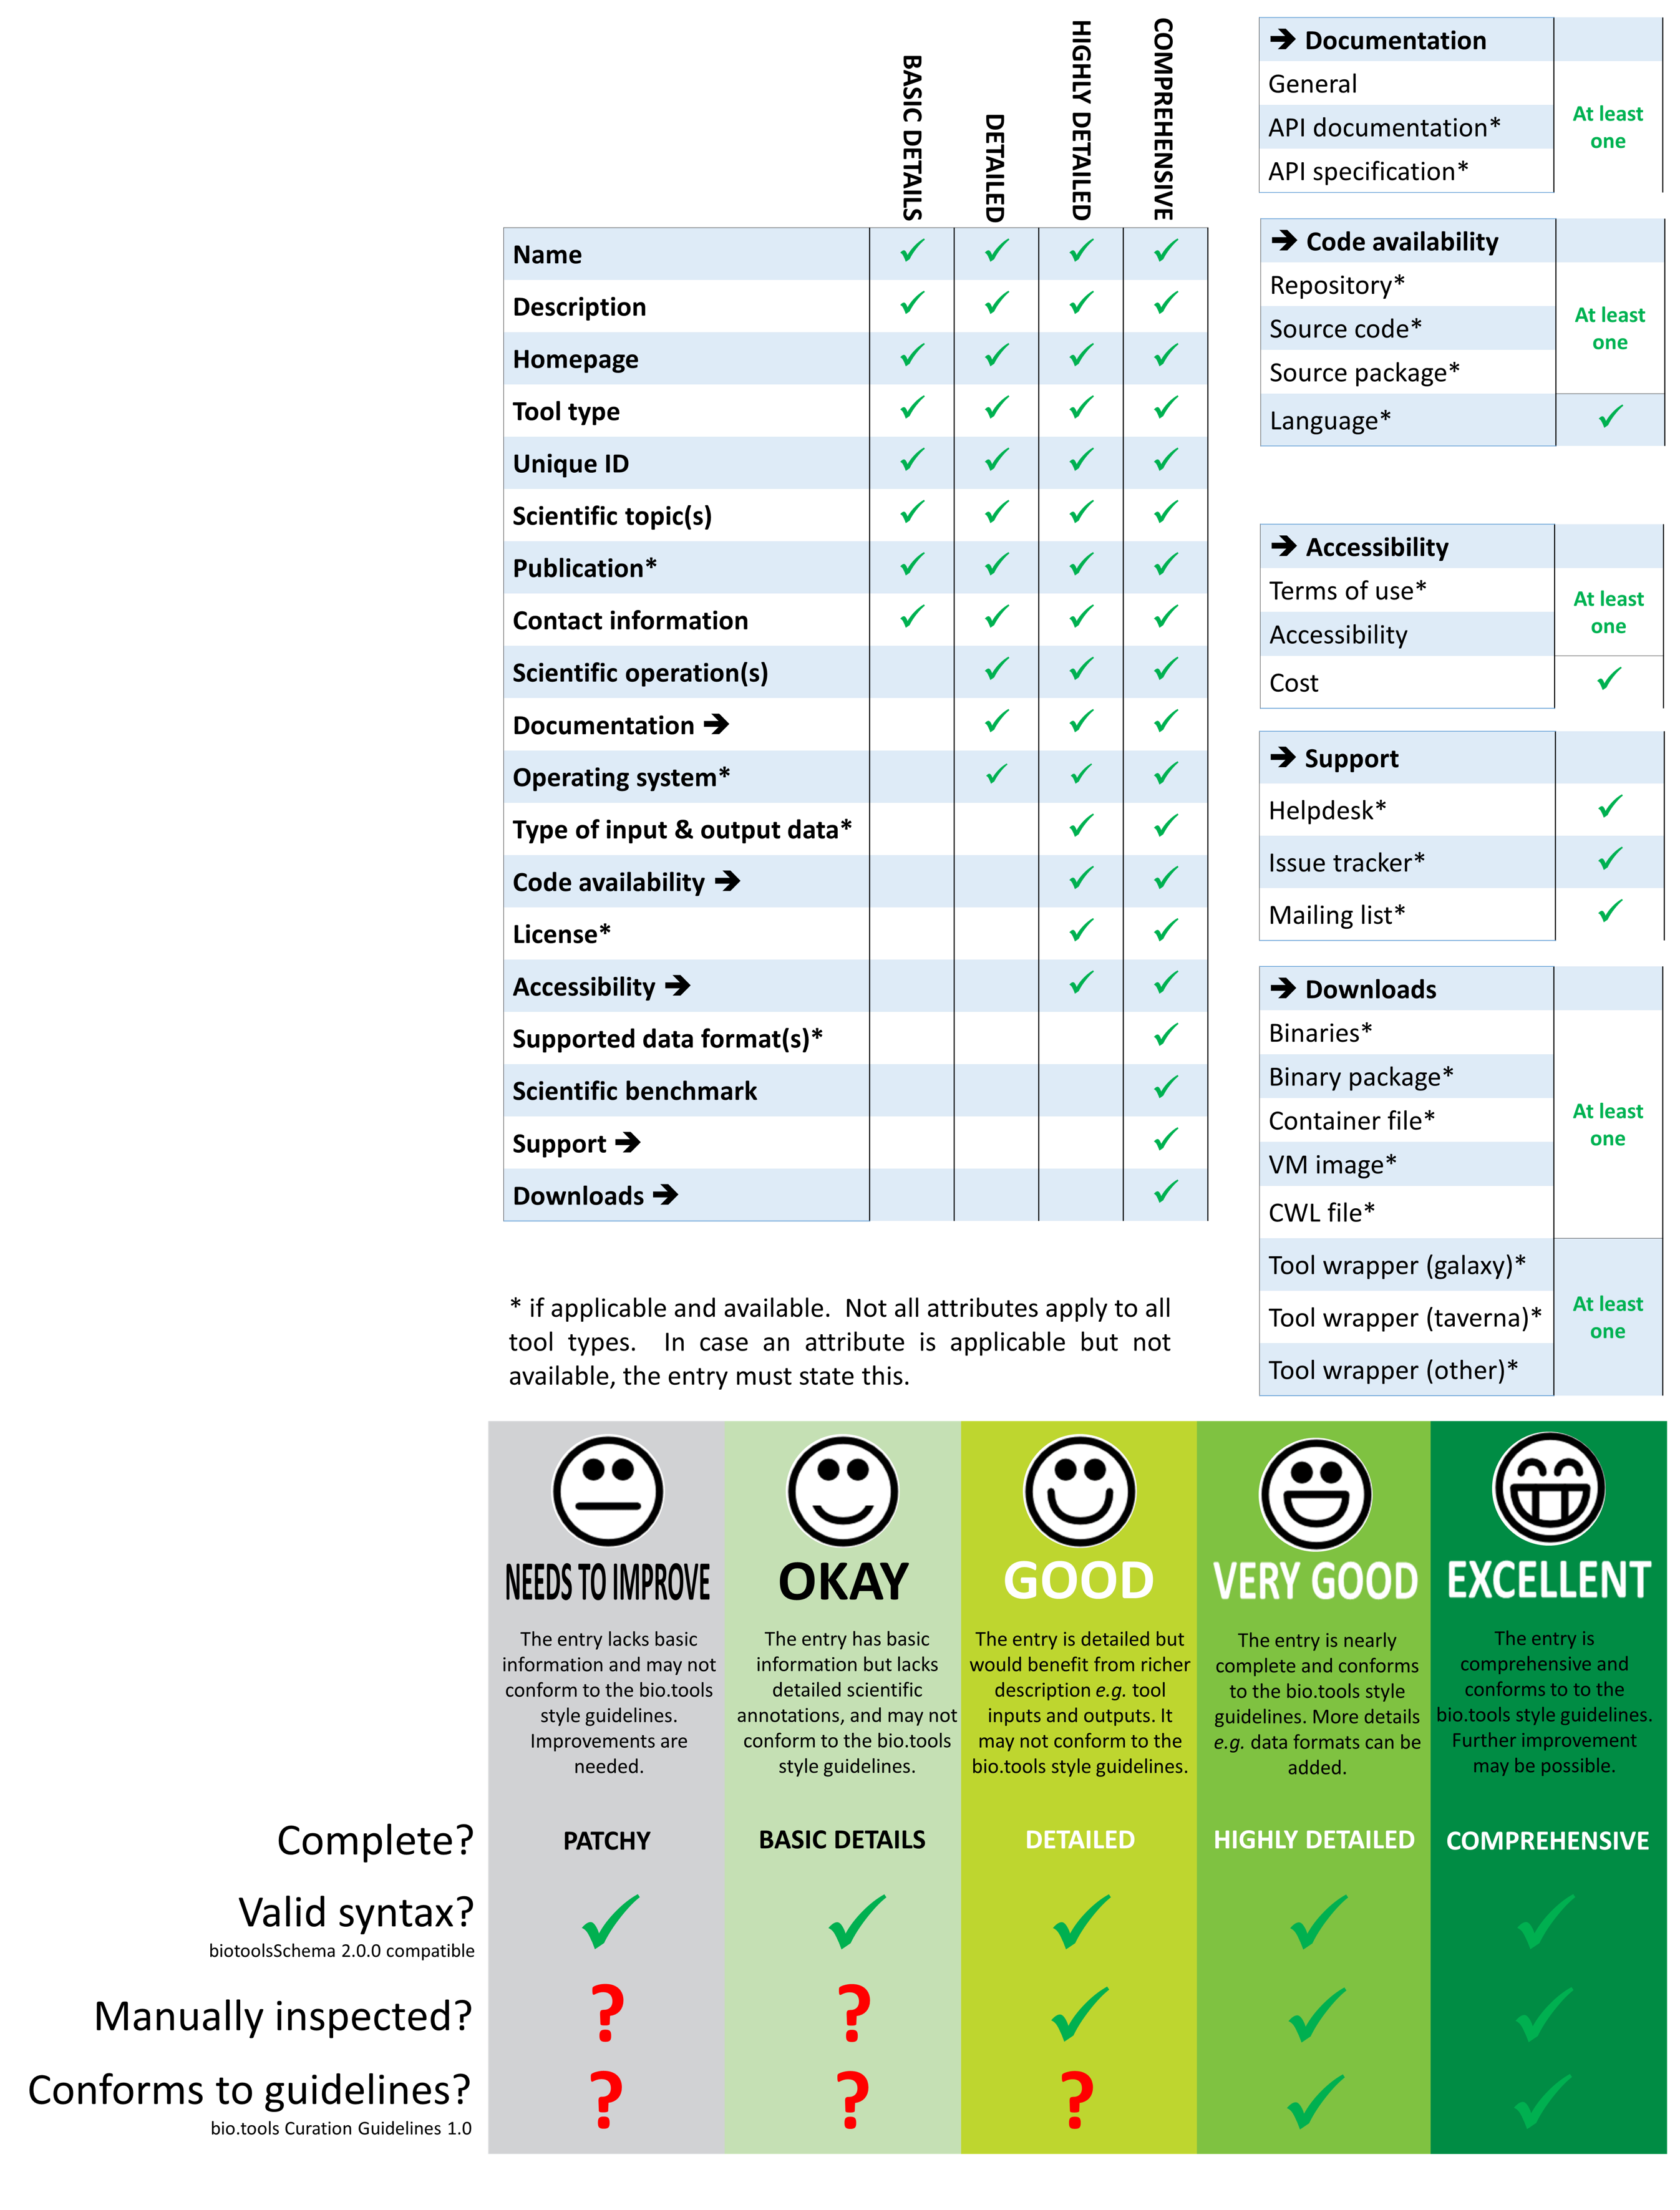 BASIC DETAILS
DETAILED
HIGHLY DETAILED
COMPREHENSIVE
Name
Description
Homepage
Tool type
Unique ID
Scientific topic(s)
Publication*
Contact information
Scientific operation(s)
Documentation ➔
Operating system*
Type of input & output data*
Code availability ➔
License*
Accessibility ➔
Supported data format(s)*
Scientific benchmark
Support ➔
Downloads ➔
* if applicable and available. Not all attributes apply to all
tool types. In case an attribute is applicable but not
available, the entry must state this.
➔ Documentation
General
API documentation*
API specification*
At least
one
➔ Code availability
Repository*
Source code*
Source package*
At least
one
Language*
➔ Accessibility
Terms of use*
Accessibility
At least
one
Cost
➔ Support
Helpdesk*
Issue tracker*
Mailing list*
➔ Downloads
Binaries*
Binary package*
Container file*
VM image*
CWL file*
At least
one
Tool wrapper (galaxy)*
Tool wrapper (taverna)*
Tool wrapper (other)*
At least
one
NEEDS TO IMPROVE
The entry lacks basic
information and may not
conform to the bio.tools
style guidelines.
Improvements are
needed.
OKAY
The entry has basic
information but lacks
detailed scientific
annotations, and may not
conform to the bio.tools
style guidelines.
GOOD
The entry is detailed but
would benefit from richer
description e.g. tool
inputs and outputs. It
may not conform to the
bio.tools style guidelines.
VERY GOOD
The entry is nearly
complete and conforms
to the bio.tools style
guidelines. More details
e.g. data formats can be
added.
EXCELLENT
The entry is
comprehensive and
conforms to to the
bio.tools style guidelines.
Further improvement
may be possible.
Complete?
PATCHY
BASIC DETAILS
DETAILED
HIGHLY DETAILED
COMPREHENSIVE
Valid syntax?
biotoolsSchema 2.0.0 compatible
Manually inspected?
? ?
Conforms to guidelines?
bio.tools Curation Guidelines 1.0
? ? ?